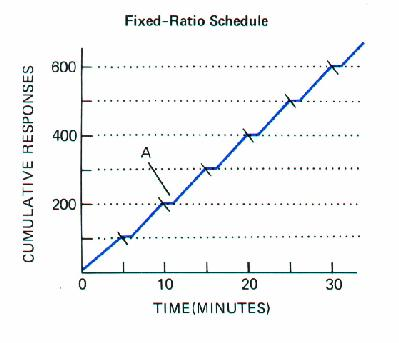 Fixed-Ratio Schedule
CUMULATIVE RESPONSES
600
400
200
A
0
10
20
30
TIME(MINUTES)